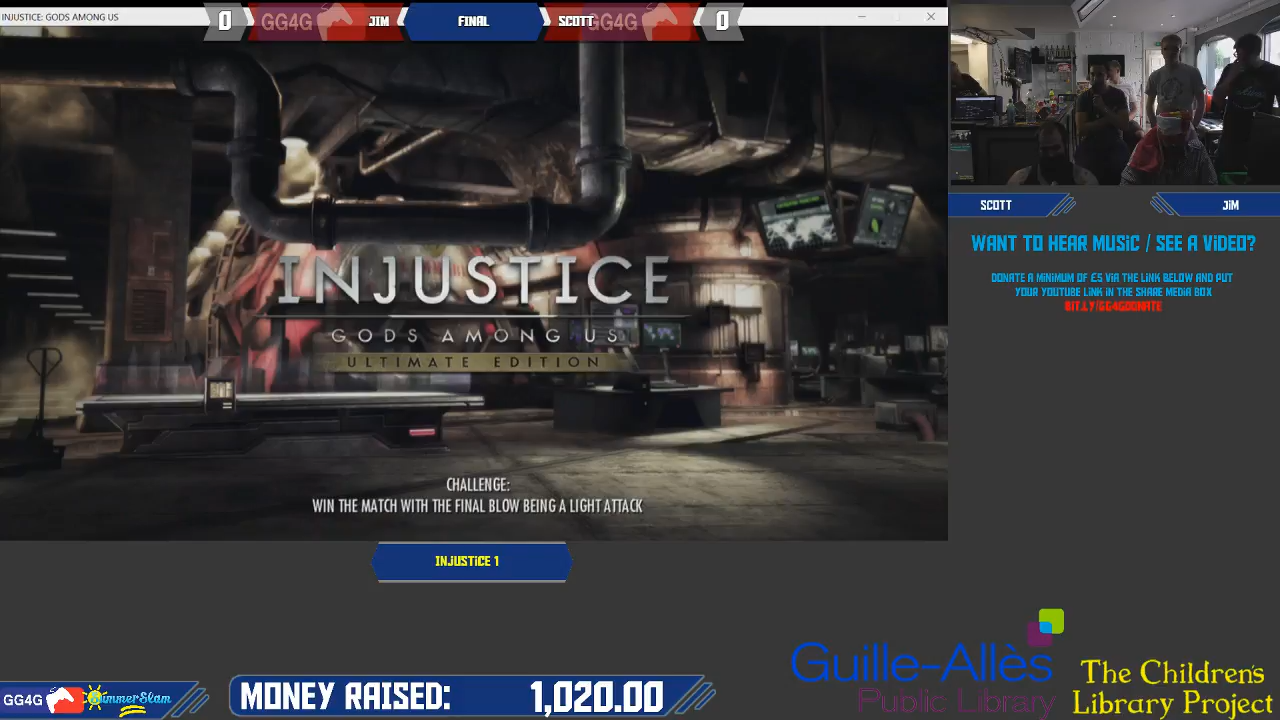 INJUSTICE: GODS AMONG US
0 GG4G JIM FINAL SCOTT GG4G 0
INJUSTICE
GODS AMONG US
ULTIMATE EDITION
CHALLENGE:
WIN THE MATCH WITH THE FINAL BLOW BEING A LIGHT ATTACK
SCOTT JIM
WANT TO HEAR MUSIC / SEE A VIDEO?
DONATE A MINIMUM OF £5 VIA THE LINK BELOW AND PUT
YOUR YOUTUBE LINK IN THE SHARE MEDIA BOX
BIT.LY/GG4GDONATE
INJUSTICE 1
GG4G SummerSlam
MONEY RAISED: 1,020.00
Guille-Allès
Public Library
The Children's
Library Project